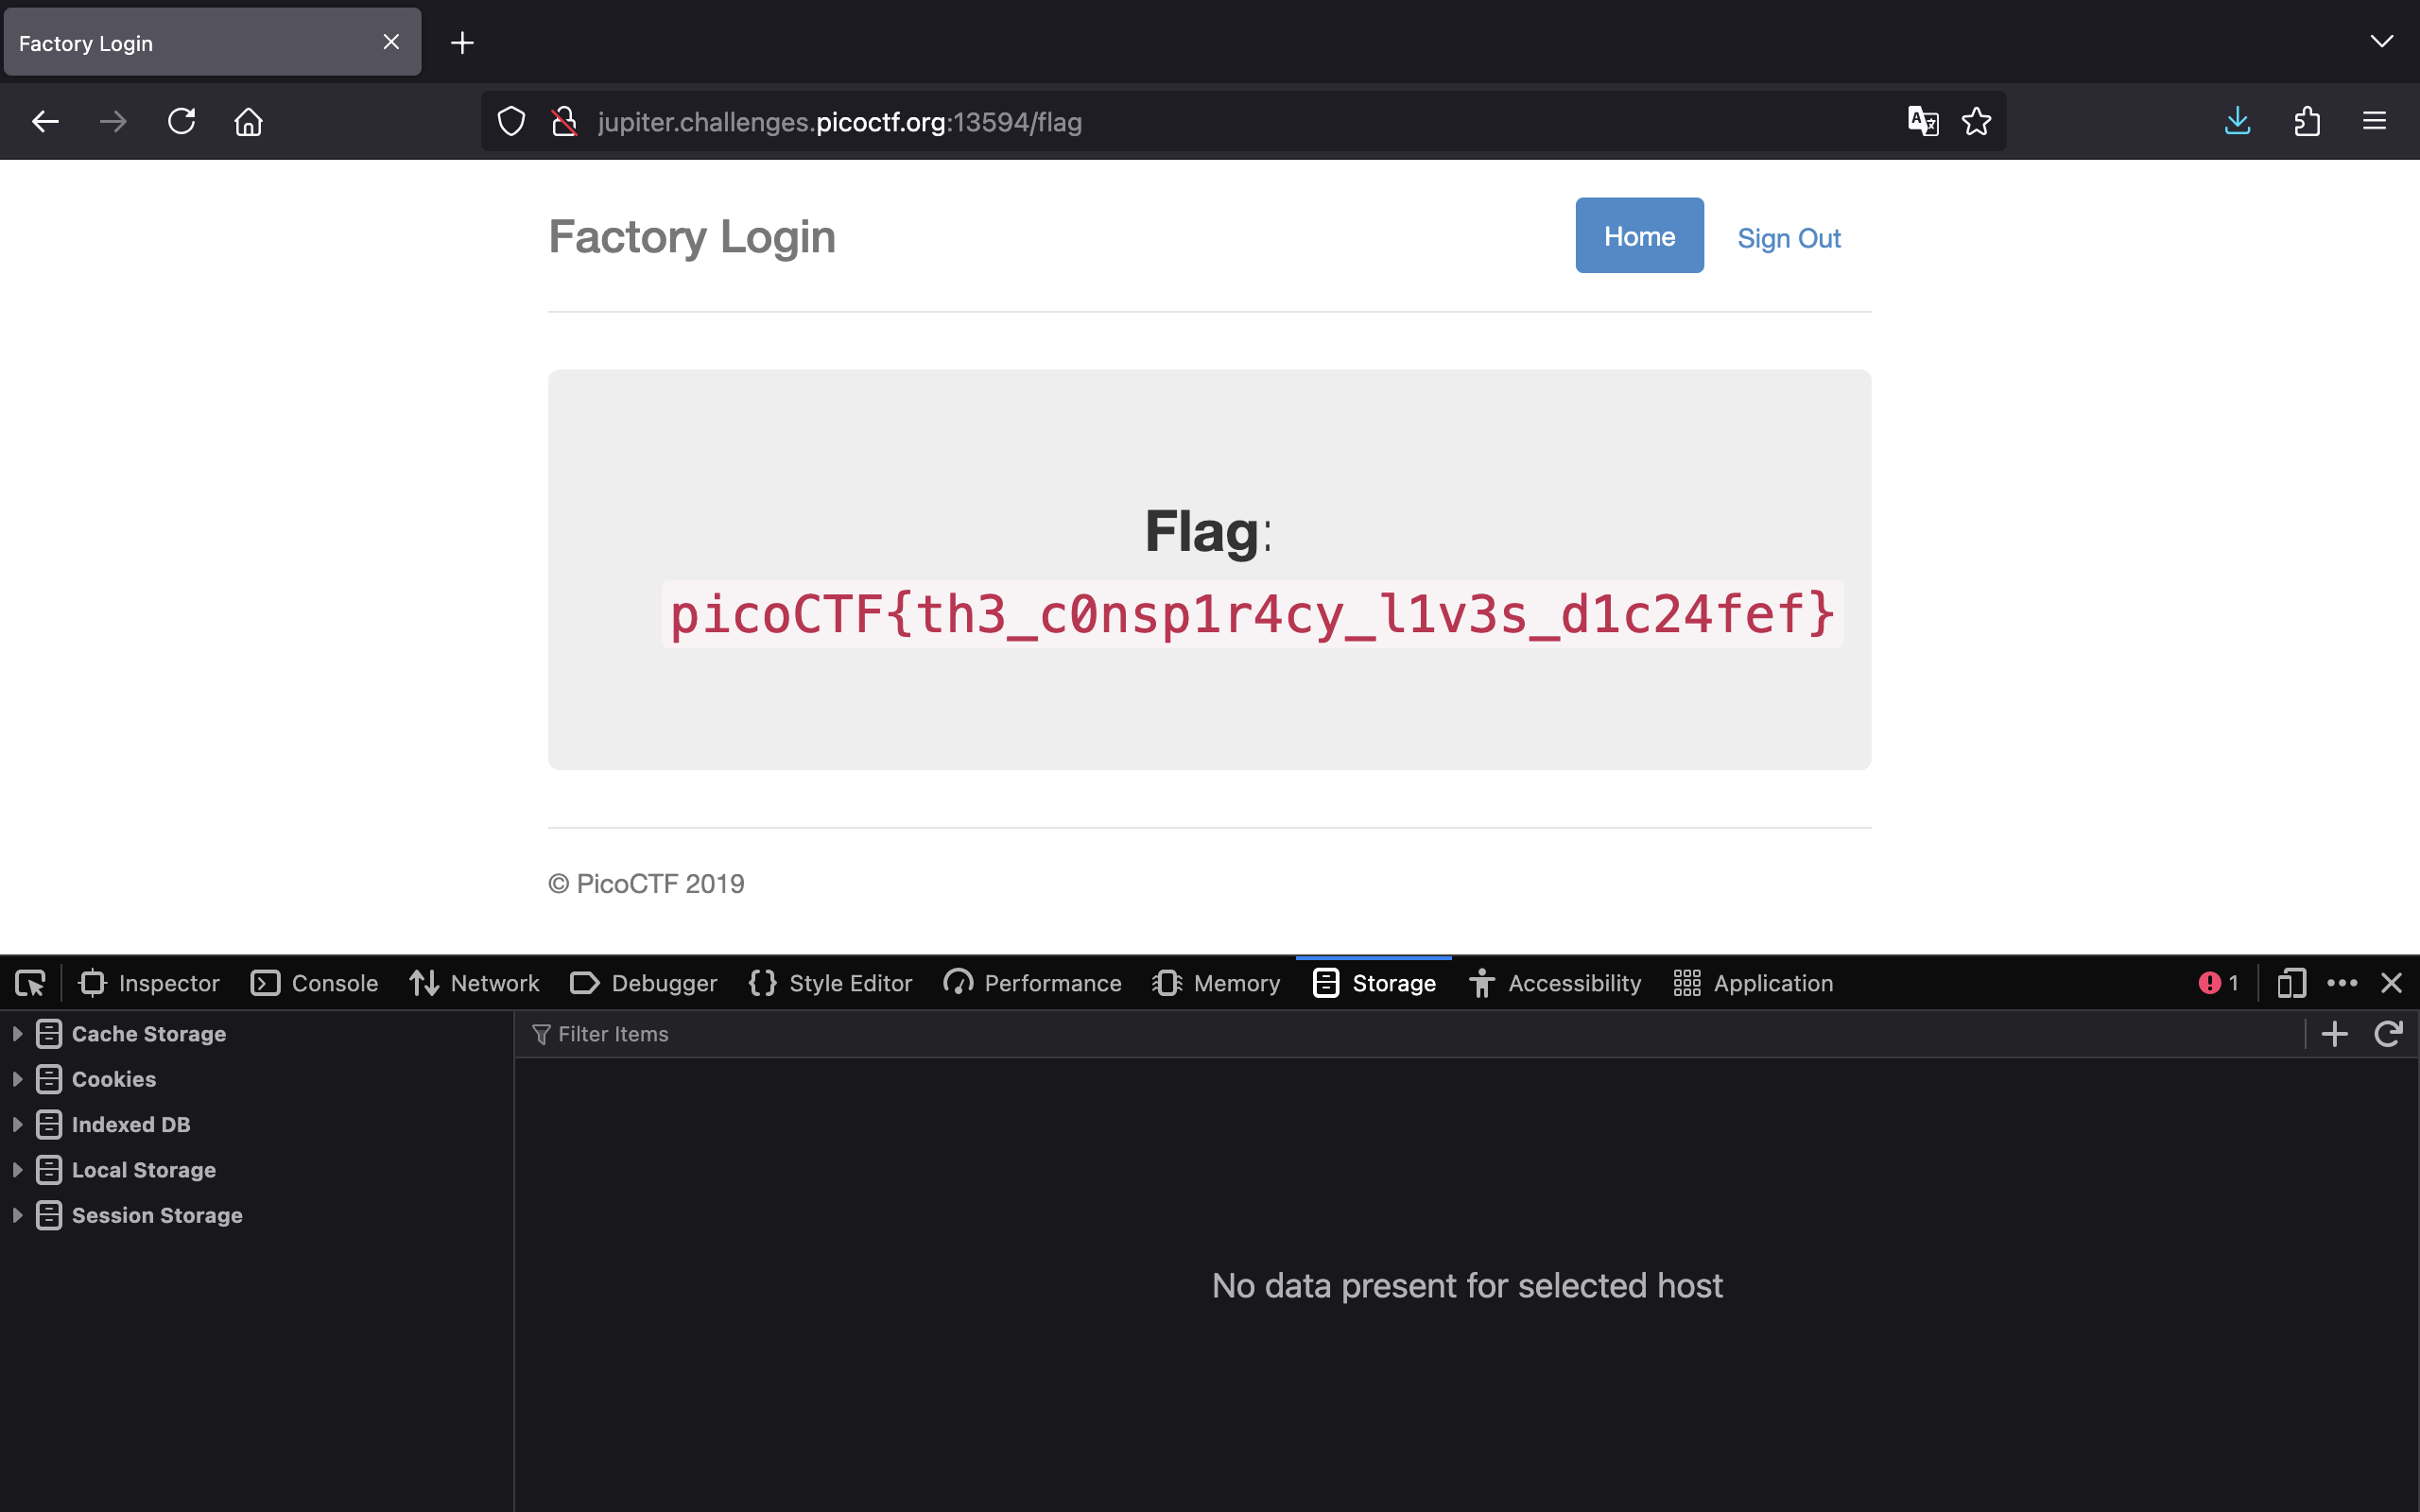 Factory Login
jupiter.challenges.picoctf.org:13594/flag
Factory Login
Home
Sign Out
Flag:
picoCTF{th3_c0nsp1r4cy_l1v3s_d1c24fef}
© PicoCTF 2019
Inspector
Console
Network
Debugger
Style Editor
Performance
Memory
Storage
Accessibility
Application
1
Cache Storage
Cookies
Indexed DB
Local Storage
Session Storage
Filter Items
No data present for selected host